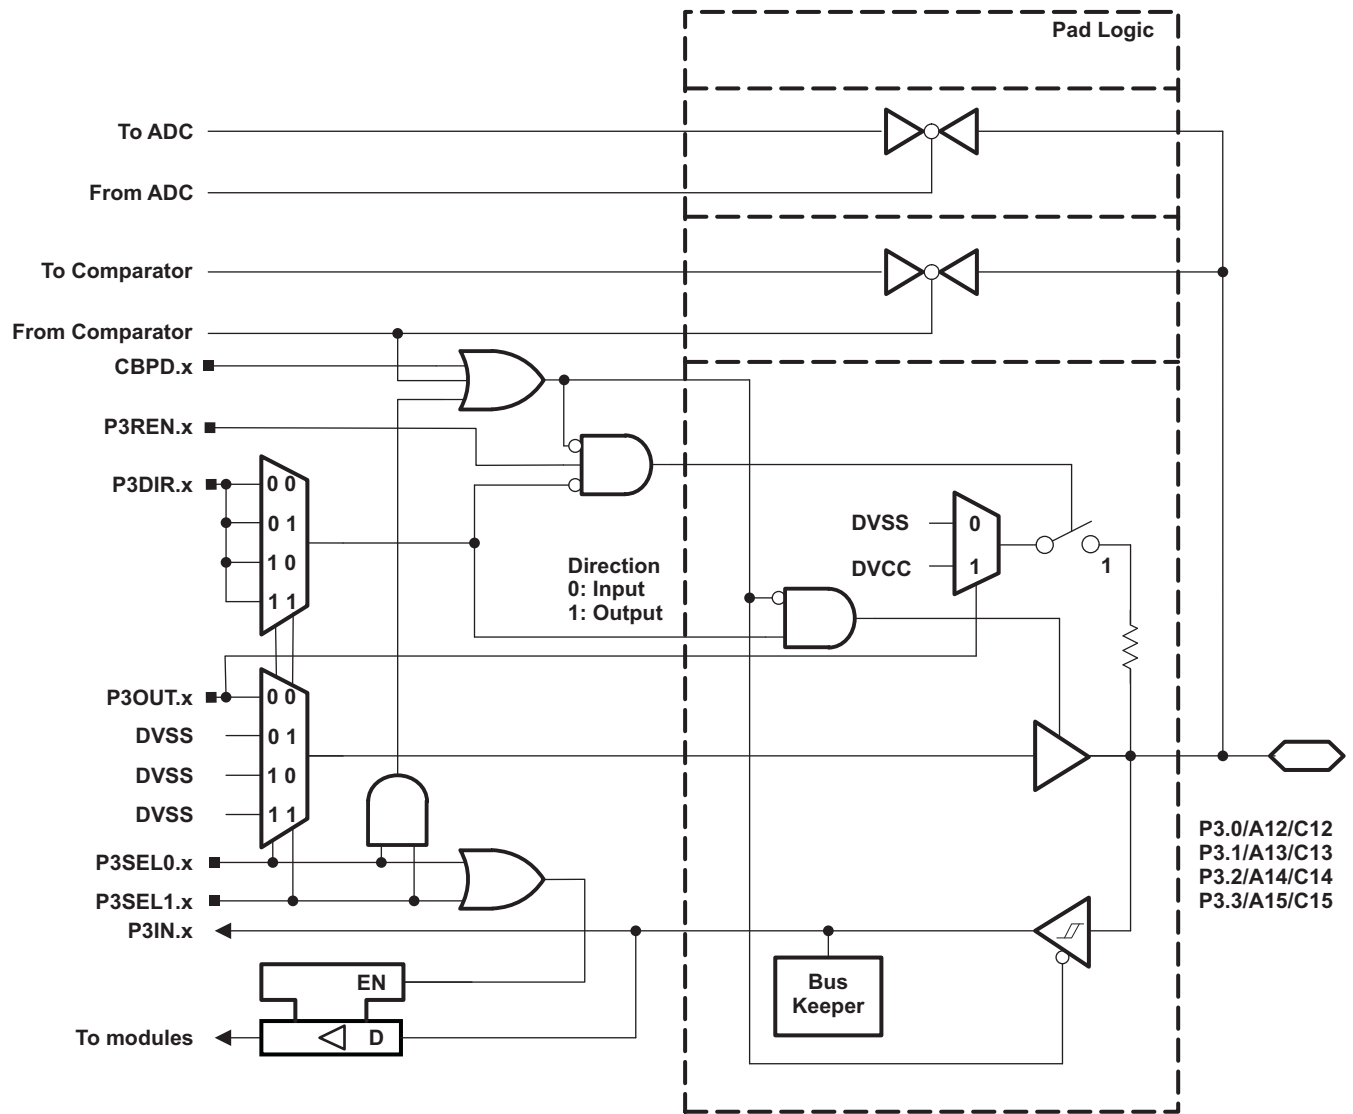 Pad Logic
To ADC
From ADC
To Comparator
From Comparator
CBPD.x
P3REN.x
P3DIR.x
0 0
0 1
1 0
1 1
Direction
0: Input
1: Output
DVSS
0
DVCC
1
1
P3OUT.x
0 0
DVSS
0 1
DVSS
1 0
DVSS
1 1
P3SEL0.x
P3SEL1.x
P3IN.x
P3.0/A12/C12
P3.1/A13/C13
P3.2/A14/C14
P3.3/A15/C15
Bus
Keeper
EN
To modules
D